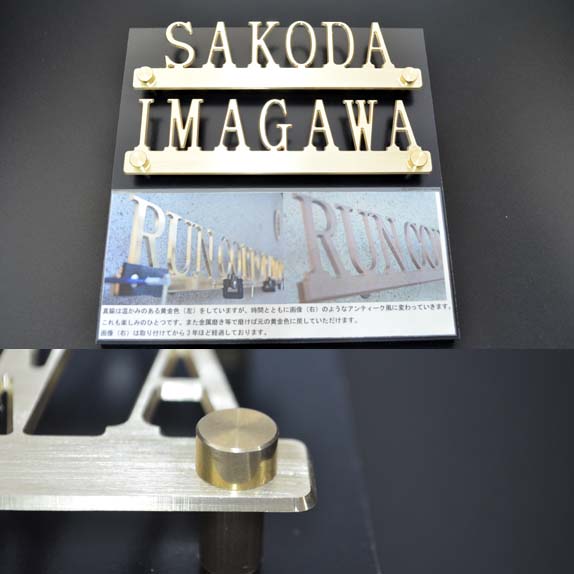 SAKODA
IMAGAWA
RUN COM
RUN CO
真鍮は温かみのある黄金色（左）をしていますが、時間とともに画像（右）のようなアンティーク風に変わっていきます。
これも楽しみのひとつです。また金属磨き等で磨けば元の黄金色に戻していただけます。
画像（右）は取り付けてから３年ほど経過しております。